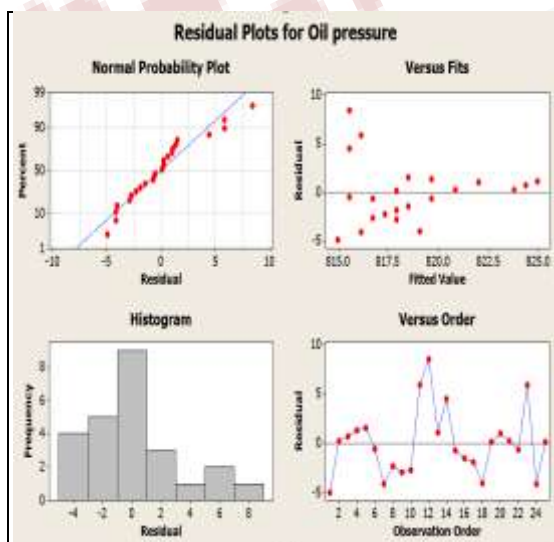 Residual Plots for Oil pressure
Normal Probability Plot
Versus Fits
99
90
50
10
1
Percent
-10 -5 0 5 10
Residual
10
5
0
-5
Residual
815.0 817.5 820.0 822.5 825.0
Fitted Value
Histogram
Versus Order
8
6
4
2
0
Frequency
-4 -2 0 2 4 6 8
Residual
10
5
0
-5
Residual
2 4 6 8 10 12 14 16 18 20 22 24
Observation Order